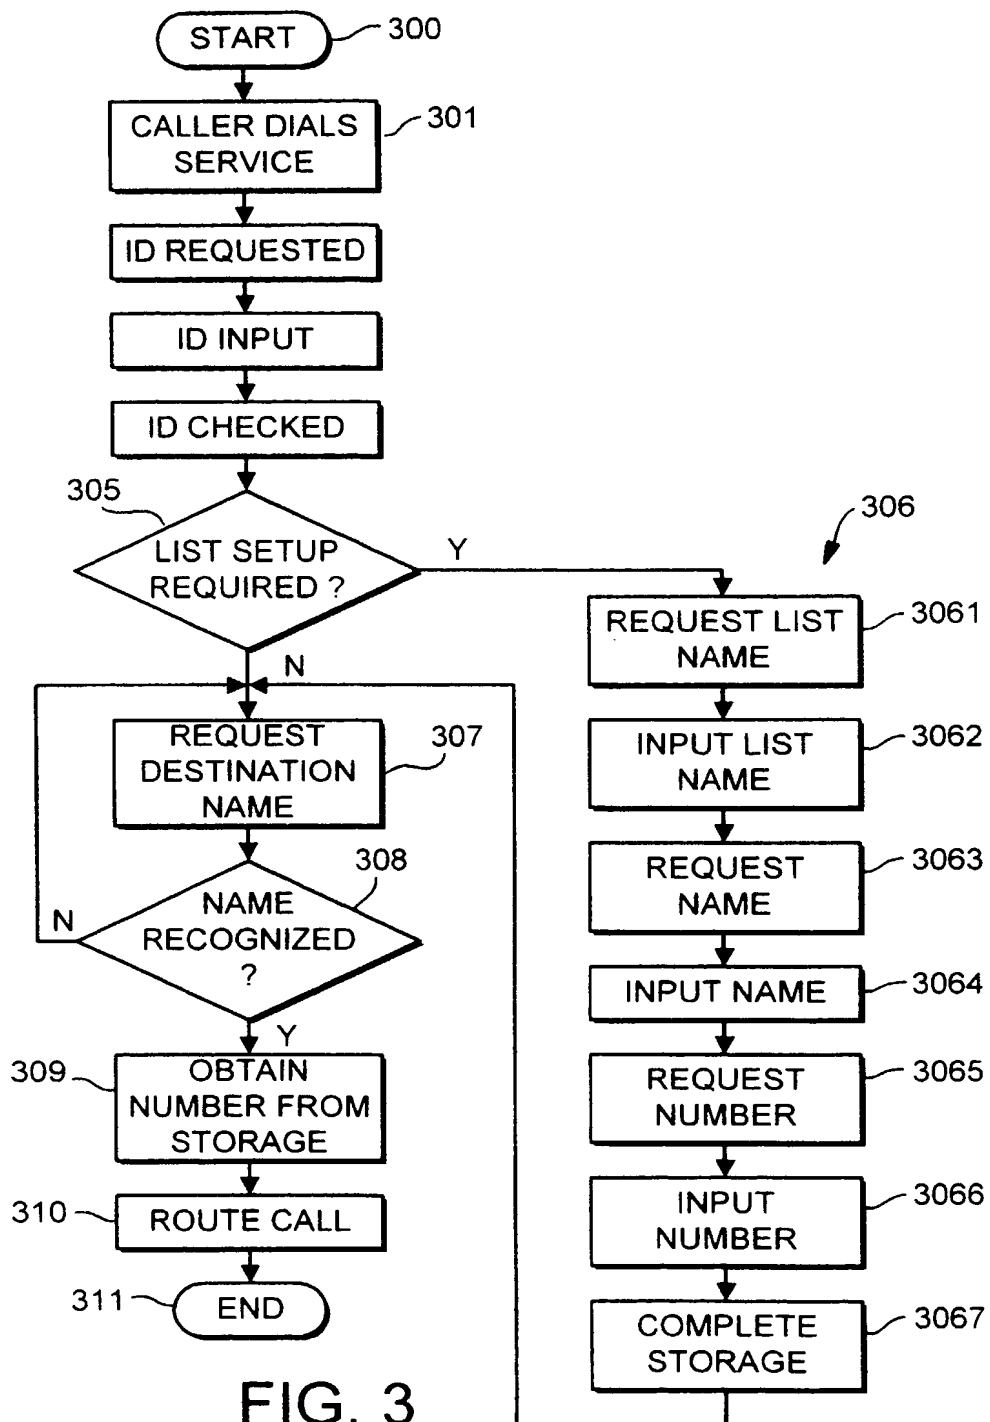 START
300
CALLER DIALS
SERVICE
301
ID REQUESTED
ID INPUT
ID CHECKED
305
LIST SETUP
REQUIRED ?
Y
N
306
REQUEST
DESTINATION
NAME
307
308
NAME
RECOGNIZED
?
N
Y
309
OBTAIN
NUMBER FROM
STORAGE
310
ROUTE CALL
311
END
REQUEST LIST
NAME
3061
INPUT LIST
NAME
3062
REQUEST
NAME
3063
INPUT NAME
3064
REQUEST
NUMBER
3065
INPUT
NUMBER
3066
COMPLETE
STORAGE
3067
FIG. 3